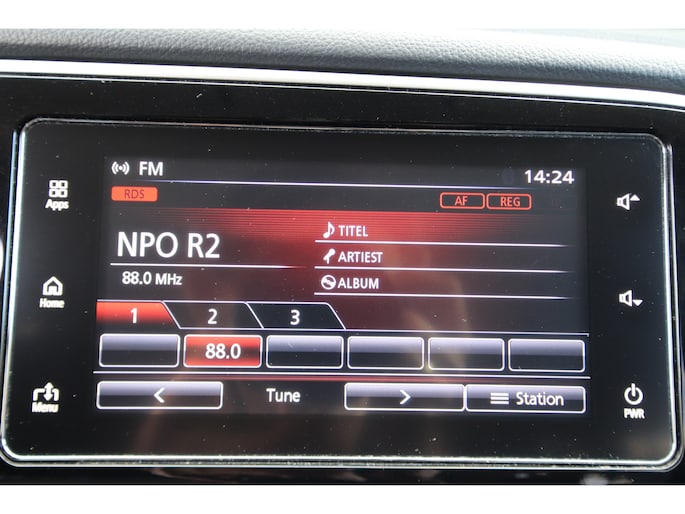 FM
14:24
RDS
AF REG
NPO R2
88.0 MHz
TITEL
ARTIEST
ALBUM
1 2 3
88.0
< Tune > Station
Apps
Home
Menu
PWR